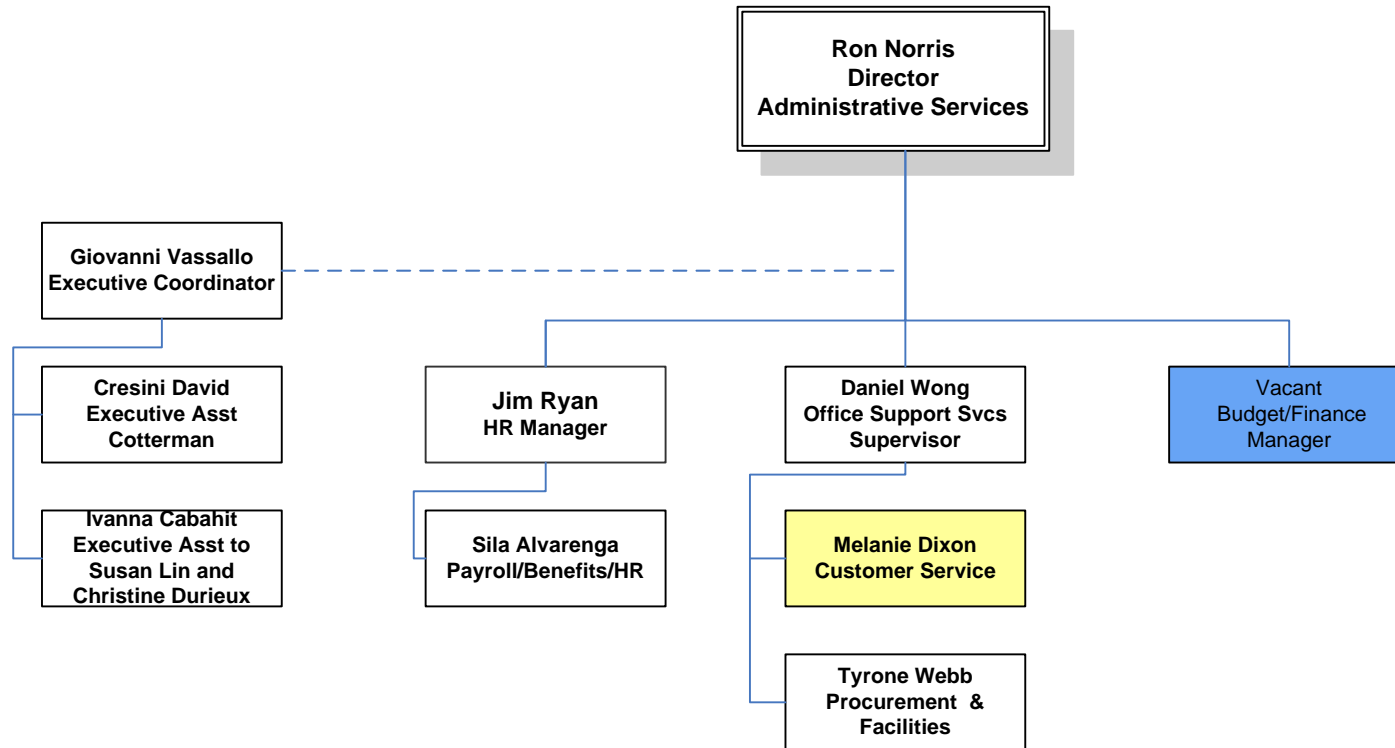 Ron Norris
Director
Administrative Services
Giovanni Vassallo
Executive Coordinator
Cresini David
Executive Asst
Cotterman
Ivanna Cabahit
Executive Asst to
Susan Lin and
Christine Durieux
Jim Ryan
HR Manager
Sila Alvarenga
Payroll/Benefits/HR
Daniel Wong
Office Support Svcs
Supervisor
Melanie Dixon
Customer Service
Tyrone Webb
Procurement  &
Facilities
Vacant
Budget/Finance
Manager